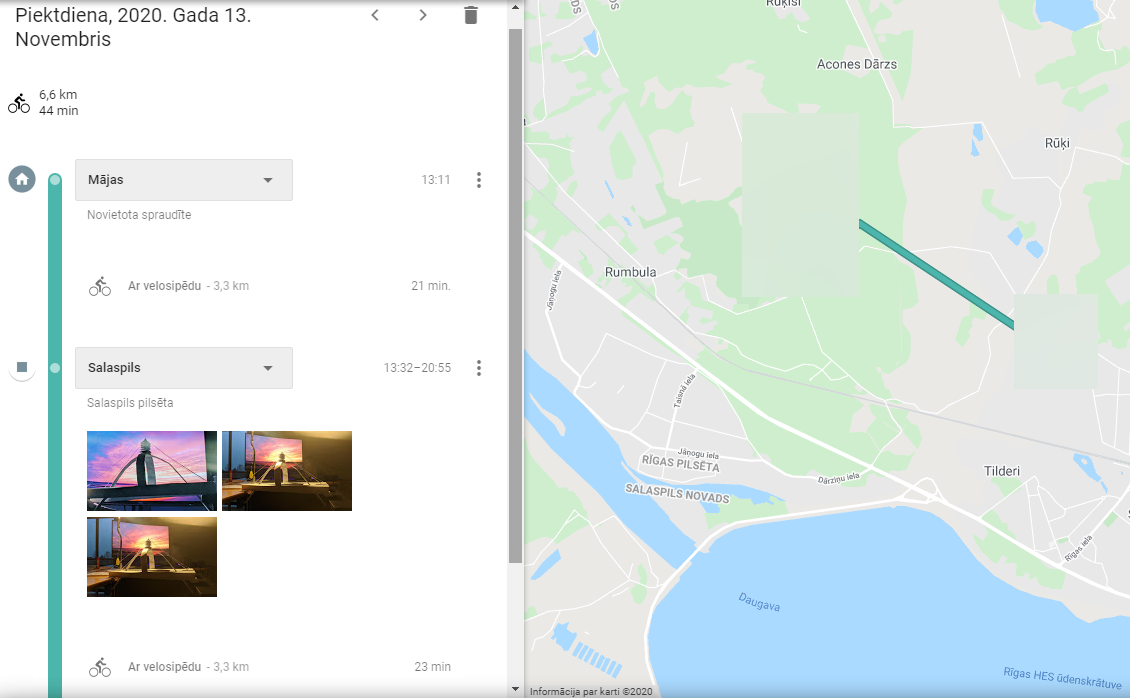 Piektdiena, 2020. Gada 13.
Novembris
6,6 km
44 min
Mājas
13:11
Novietota spraudīte
Ar velosipēdu - 3,3 km
21 min.
Salaspils
13:32–20:55
Salaspils pilsēta
Ar velosipēdu - 3,3 km
23 min
Acones Dārzs
Rūķi
Rumbula
Jāņogu iela
Taisnā iela
Jāņogu iela
RĪGAS PILSĒTA
SALASPILS NOVADS
Dārziņu iela
Tilderi
Rīgas iela
Daugava
Rīgas HES ūdenskrātuve
Informācija par karti ©2020